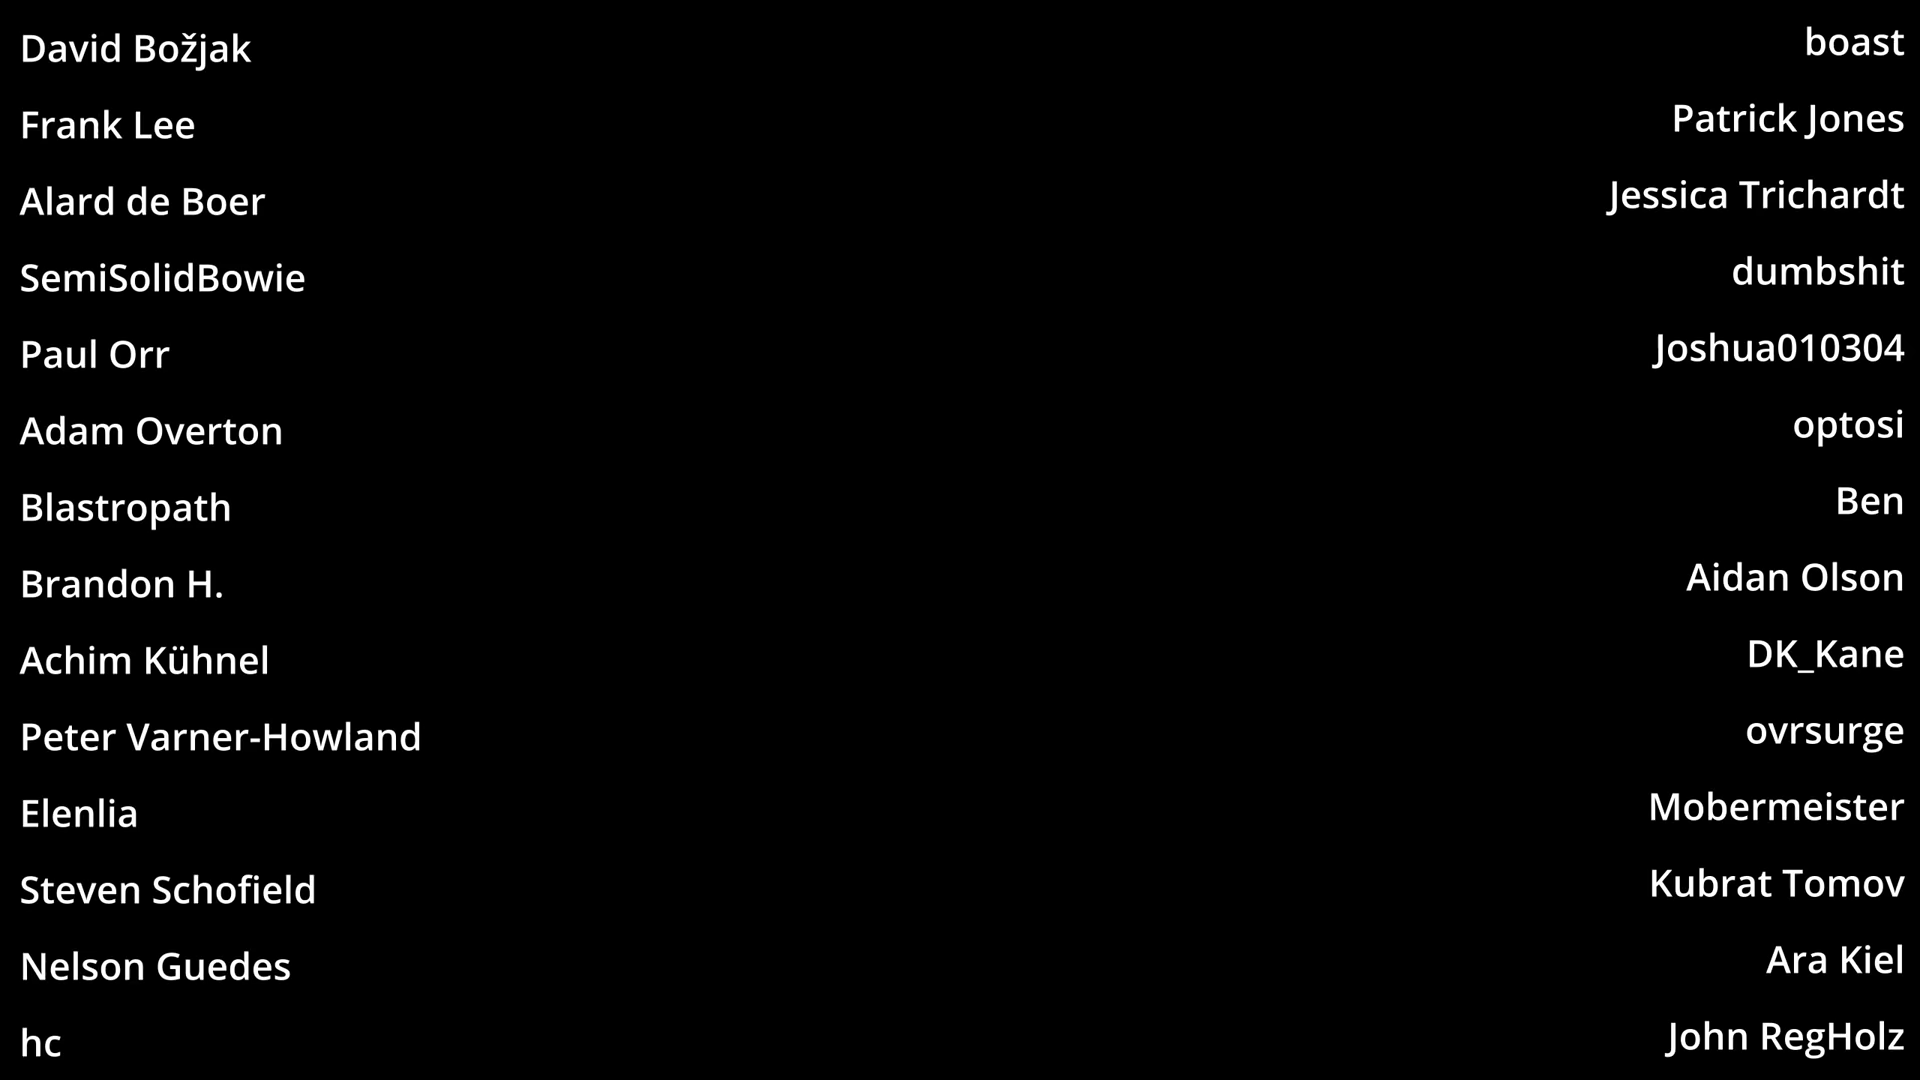 David Božjak
Frank Lee
Alard de Boer
SemiSolidBowie
Paul Orr
Adam Overton
Blastropath
Brandon H.
Achim Kühnel
Peter Varner-Howland
Elenlia
Steven Schofield
Nelson Guedes
hc
boast
Patrick Jones
Jessica Trichardt
dumbshit
Joshua010304
optosi
Ben
Aidan Olson
DK_Kane
ovrsurge
Mobermeister
Kubrat Tomov
Ara Kiel
John RegHolz